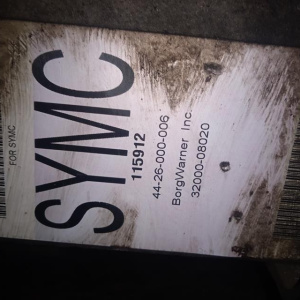 FOR SYMC
SYMC
115912
44-26-000-006
BorgWarner Inc.
32000-08020